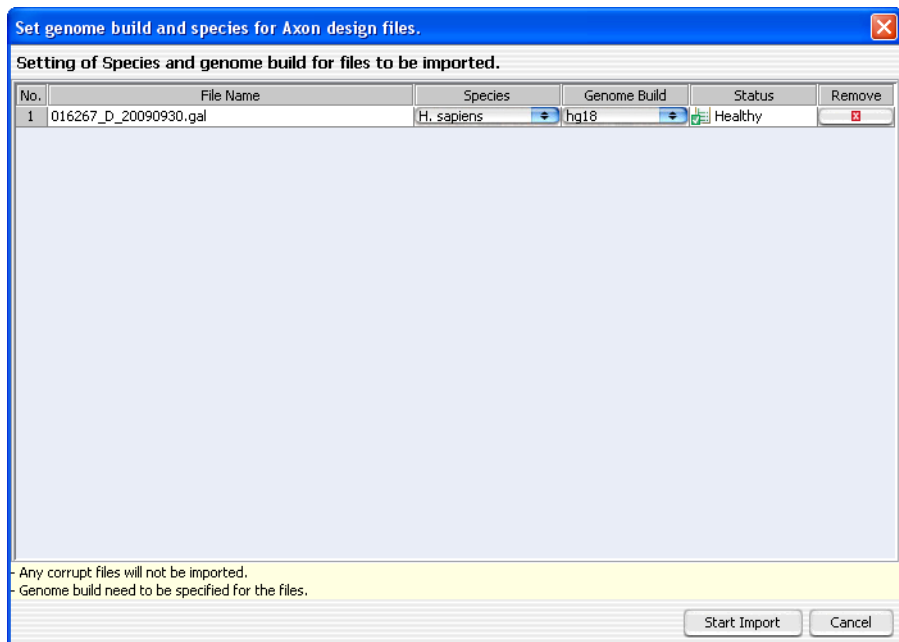 Set genome build and species for Axon design files.
Setting of Species and genome build for files to be imported.
No. File Name Species Genome Build Status Remove
1 016267_D_20090930.gal H. sapiens hg18 Healthy
- Any corrupt files will not be imported.
- Genome build need to be specified for the files.
Start Import Cancel